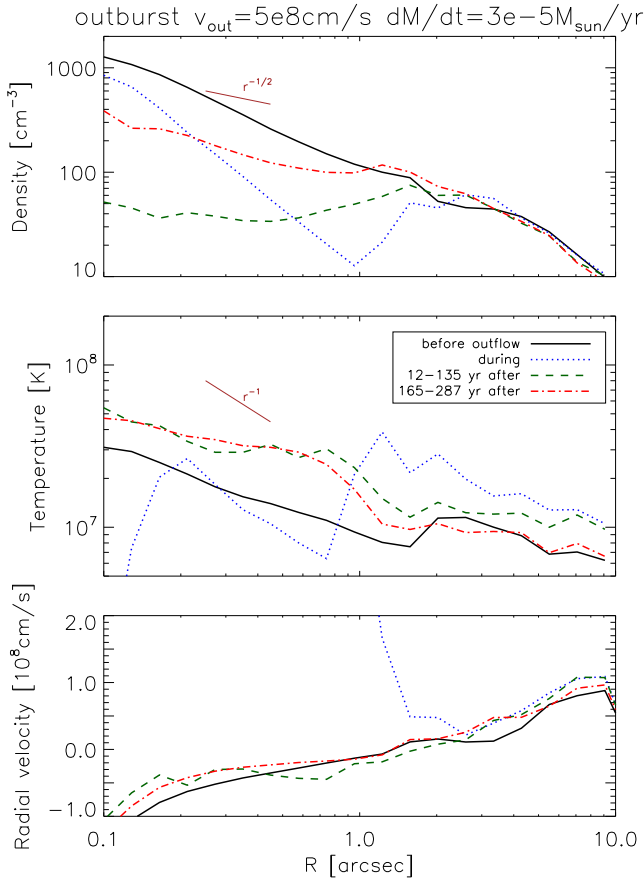 outburst v_out=5e8cm/s dM/dt=3e−5M_sun/yr
Density [cm^−3]
1000
100
10
r^−1/2
Temperature [K]
10^8
10^7
r^−1
before outflow
during
12−135 yr after
165−287 yr after
Radial velocity [10^8cm/s]
2.0
1.0
0.0
−1.0
0.1
1.0
10.0
R [arcsec]